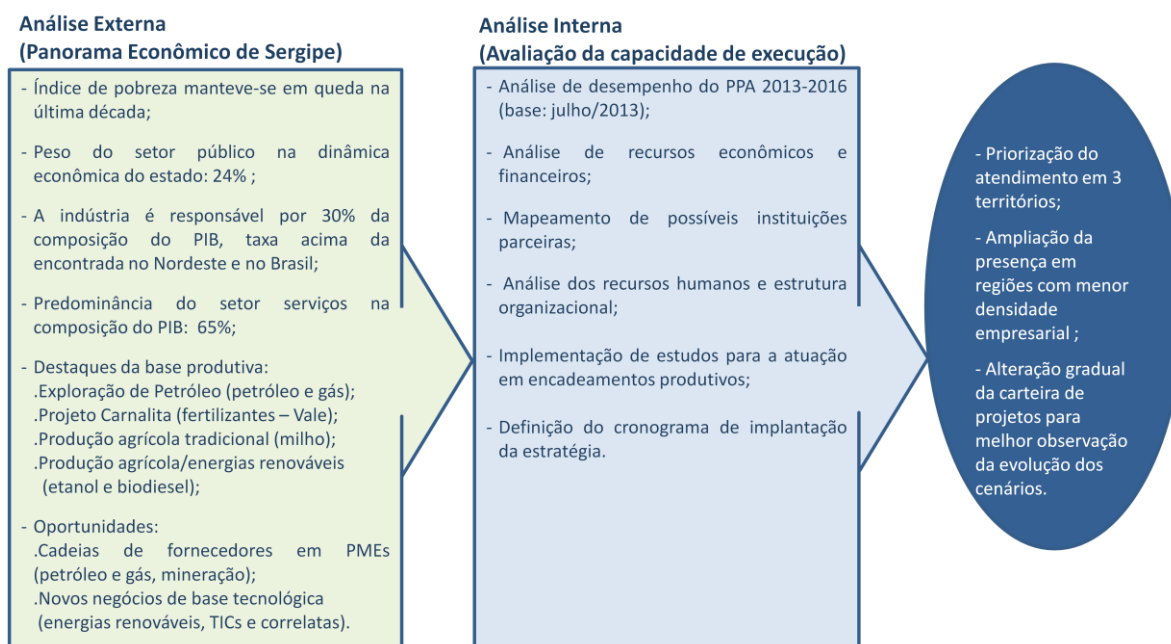 Análise Externa
(Panorama Econômico de Sergipe)
- Índice de pobreza manteve-se em queda na
última década;
- Peso do setor público na dinâmica
econômica do estado: 24% ;
- A indústria é responsável por 30% da
composição do PIB, taxa acima da
encontrada no Nordeste e no Brasil;
- Predominância do setor serviços na
composição do PIB: 65%;
- Destaques da base produtiva:
.Exploração de Petróleo (petróleo e gás);
.Projeto Carnalita (fertilizantes – Vale);
.Produção agrícola tradicional (milho);
.Produção agrícola/energias renováveis
(etanol e biodiesel);
- Oportunidades:
.Cadeias de fornecedores em PMEs
(petróleo e gás, mineração);
.Novos negócios de base tecnológica
(energias renováveis, TICs e correlatas).
Análise Interna
(Avaliação da capacidade de execução)
- Análise de desempenho do PPA 2013-2016
(base: julho/2013);
- Análise de recursos econômicos e
financeiros;
- Mapeamento de possíveis instituições
parceiras;
- Análise dos recursos humanos e estrutura
organizacional;
- Implementação de estudos para a atuação
em encadeamentos produtivos;
- Definição do cronograma de implantação
da estratégia.
- Priorização do
atendimento em 3
territórios;
- Ampliação da
presença em
regiões com menor
densidade
empresarial ;
- Alteração gradual
da carteira de
projetos para
melhor observação
da evolução dos
cenários.